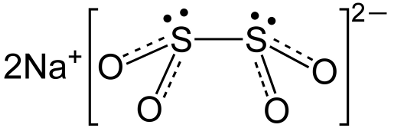 2Na⁺ [ S S O O O O ]²⁻